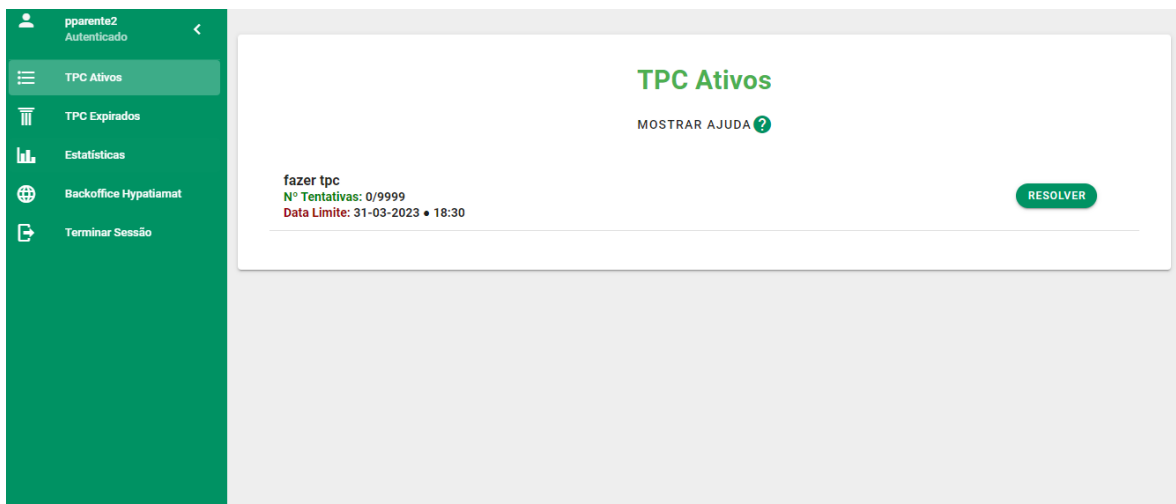 pparente2
Autenticado
TPC Ativos
TPC Expirados
Estatísticas
Backoffice Hypatiamat
Terminar Sessão
TPC Ativos
MOSTRAR AJUDA ?
fazer tpc
Nº Tentativas: 0/9999
Data Limite: 31-03-2023 ● 18:30
RESOLVER